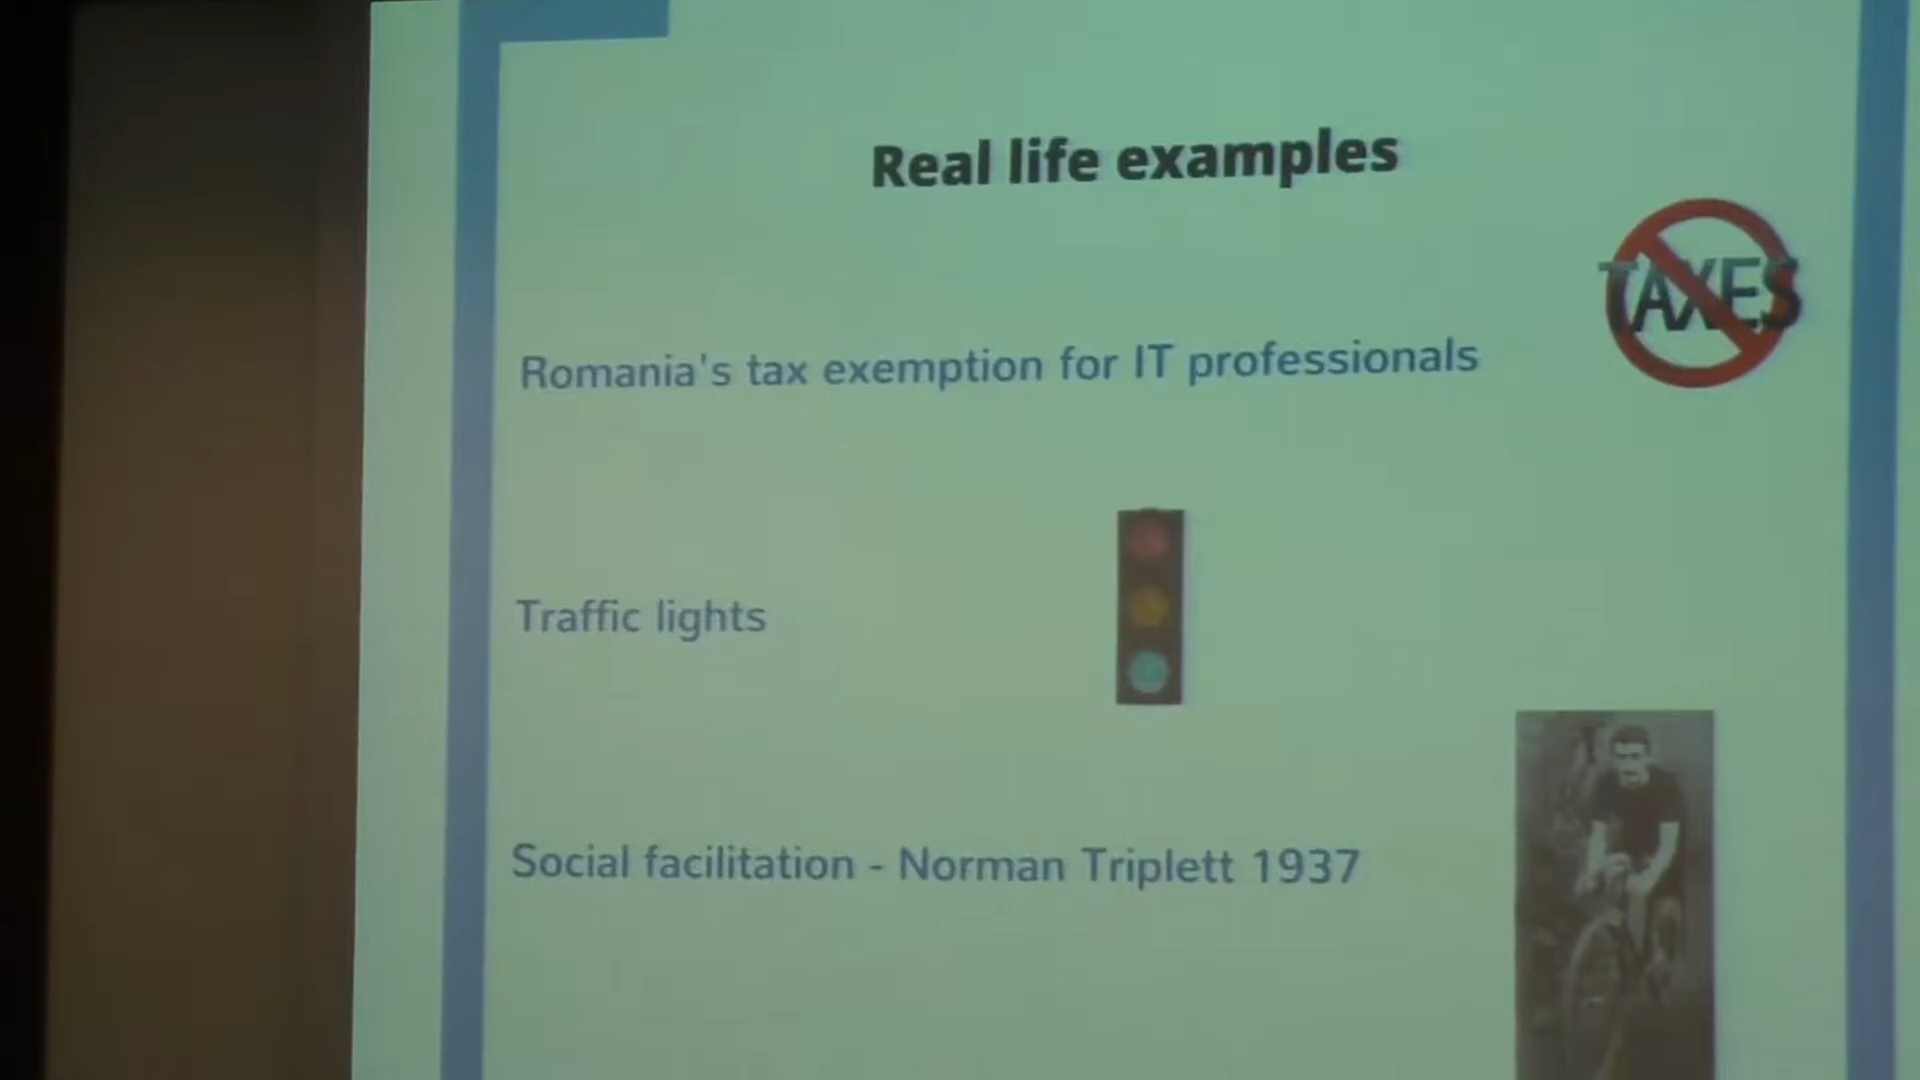 Real life examples
TAXES
Romania's tax exemption for IT professionals
Traffic lights
Social facilitation - Norman Triplett 1937